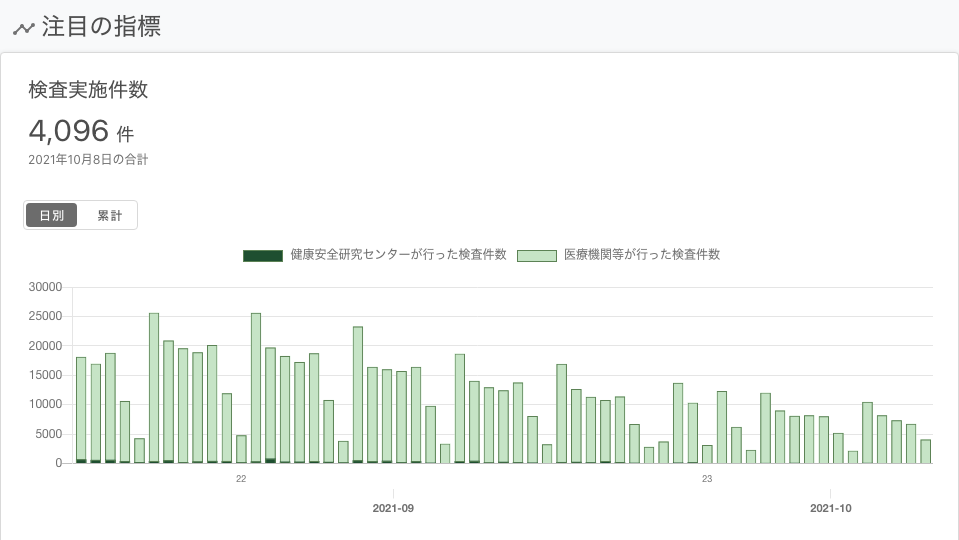 注目の指標
検査実施件数
4,096 件
2021年10月8日の合計
日別 累計
健康安全研究センターが行った検査件数 医療機関等が行った検査件数
30000
25000
20000
15000
10000
5000
0
22 23
2021-09 2021-10